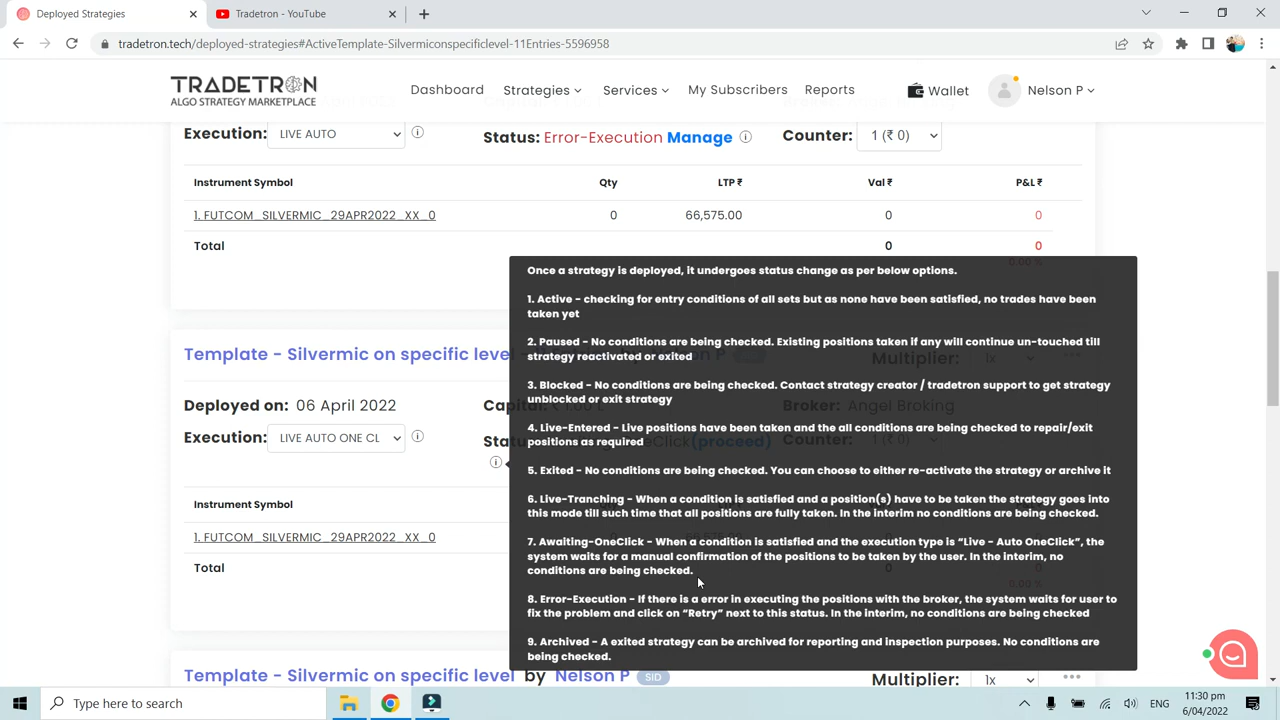 Deployed Strategies
Tradetron - YouTube
tradetron.tech/deployed-strategies#ActiveTemplate-Silvermiconspecificlevel-11Entries-5596958
TRADETRON
ALGO STRATEGY MARKETPLACE
Dashboard
Strategies
Services
My Subscribers
Reports
Wallet
Nelson P
Execution: LIVE AUTO
Status: Error-Execution Manage
Counter: 1 (₹ 0)
Instrument Symbol Qty LTP ₹ Val ₹ P&L ₹
1. FUTCOM_SILVERMIC_29APR2022_XX_0 0 66,575.00 0 0
Total 0 0
0.00 %
Once a strategy is deployed, it undergoes status change as per below options.
1. Active - checking for entry conditions of all sets but as none have been satisfied, no trades have been
taken yet
2. Paused - No conditions are being checked. Existing positions taken if any will continue un-touched till
strategy reactivated or exited
3. Blocked - No conditions are being checked. Contact strategy creator / tradetron support to get strategy
unblocked or exit strategy
4. Live-Entered - Live positions have been taken and the all conditions are being checked to repair/exit
positions as required
5. Exited - No conditions are being checked. You can choose to either re-activate the strategy or archive it
6. Live-Tranching - When a condition is satisfied and a position(s) have to be taken the strategy goes into
this mode till such time that all positions are fully taken. In the interim no conditions are being checked.
7. Awaiting-OneClick - When a condition is satisfied and the execution type is “Live - Auto OneClick”, the
system waits for a manual confirmation of the positions to be taken by the user. In the interim, no
conditions are being checked.
8. Error-Execution - If there is a error in executing the positions with the broker, the system waits for user to
fix the problem and click on “Retry” next to this status. In the interim, no conditions are being checked
9. Archived - A exited strategy can be archived for reporting and inspection purposes. No conditions are
being checked.
Template - Silvermic on specific level - Nelson P Multiplier: 1x
Deployed on: 06 April 2022
Broker: Angel Broking
Execution: LIVE AUTO ONE CL
OneClick(proceed)
Counter: 1 (₹ 0)
Instrument Symbol
1. FUTCOM_SILVERMIC_29APR2022_XX_0
Total 0 0
0.00 %
Template - Silvermic on specific level by Nelson P SID
Multiplier: 1x
Type here to search
ENG
11:30 pm
6/04/2022